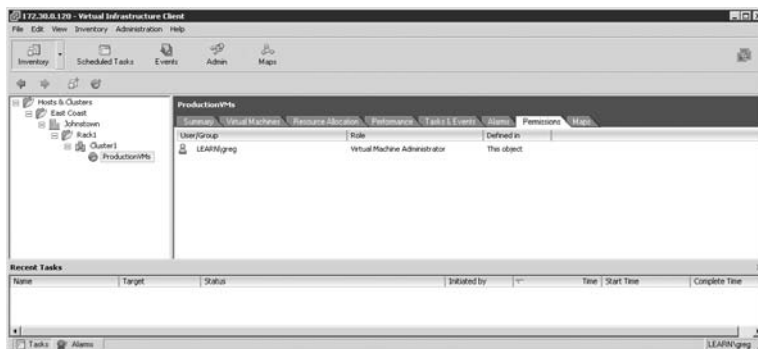 172.30.0.120 - Virtual Infrastructure Client
File Edit View Inventory Administration Help
Inventory Scheduled Tasks Events Admin Maps
Hosts & Clusters
East Coast
Johnstown
Rack1
Cluster1
ProductionVMs
ProductionVMs
Summary Virtual Machines Resource Allocation Performance Tasks & Events Alarms Permissions Maps
User/Group Role Defined in
LEARN\greg Virtual Machine Administrator This object
Recent Tasks
Name Target Status Initiated by Time Start Time Complete Time
Tasks Alarms LEARN\greg